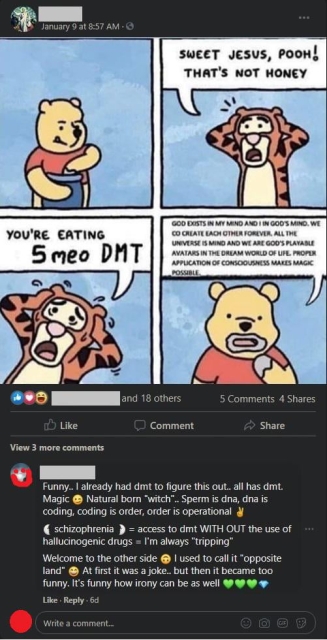 January 9 at 8:57 AM ·
SWEET JESUS, POOH!
THAT'S NOT HONEY
YOU'RE EATING
5 meo DMT
GOD EXISTS IN MY MIND AND I IN GOD'S MIND. WE
CO CREATE EACH OTHER FOREVER. ALL THE
UNIVERSE IS MIND AND WE ARE GOD'S PLAYABLE
AVATARS IN THE DREAM WORLD OF LIFE. PROPER
APPLICATION OF CONSCIOUSNESS MAKES MAGIC
POSSIBLE.
and 18 others
5 Comments 4 Shares
Like
Comment
Share
View 3 more comments
Funny.. I already had dmt to figure this out.. all has dmt.
Magic 😉 Natural born "witch".. Sperm is dna, dna is
coding, coding is order, order is operational ✌
schizophrenia = access to dmt WITH OUT the use of
hallucinogenic drugs = I'm always "tripping"
Welcome to the other side 🙃 I used to call it "opposite
land" 😄 At first it was a joke.. but then it became too
funny. It's funny how irony can be as well 💚💚💚💎
Like · Reply · 6d
Write a comment...
GIF